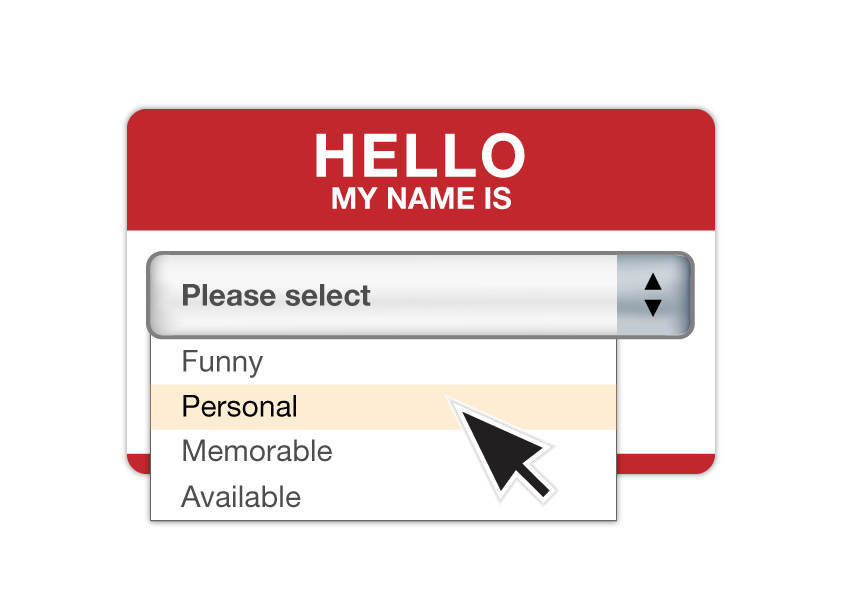 HELLO
MY NAME IS
Please select
Funny
Personal
Memorable
Available